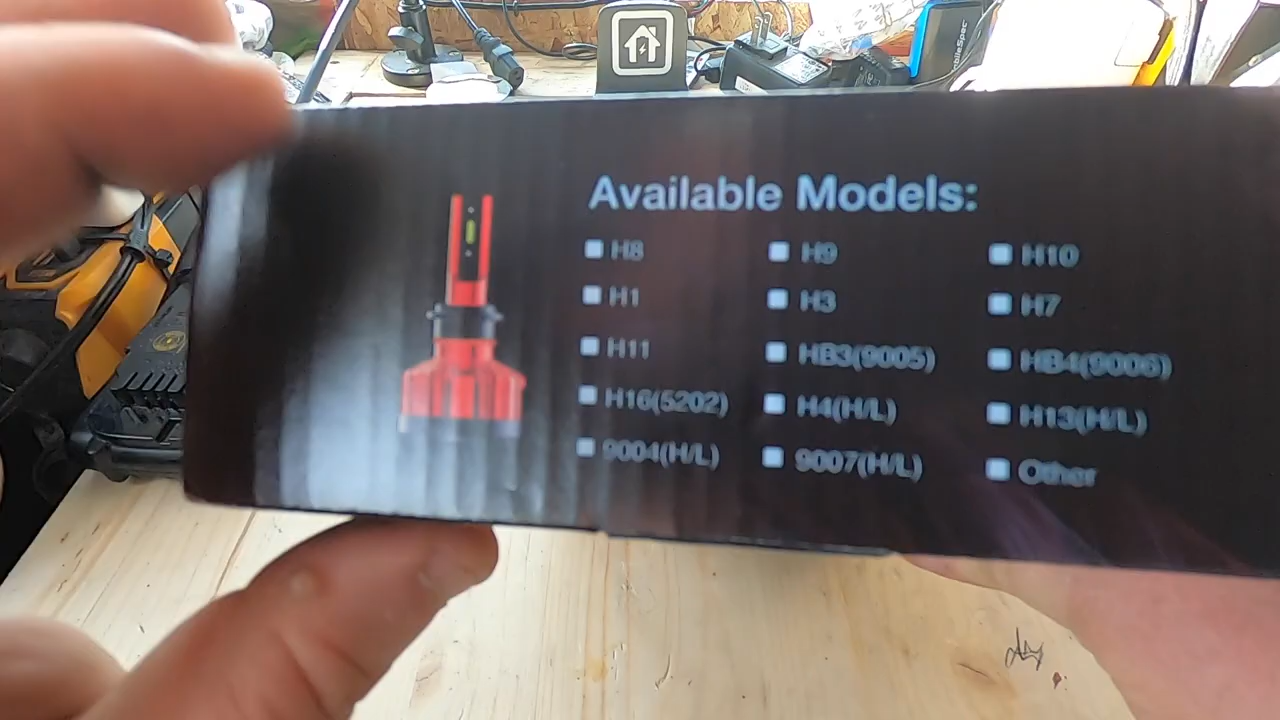 Available Models:
H8 H9 H10
H1 H3 H7
H11 HB3(9005) HB4(9006)
H16(5202) H4(H/L) H13(H/L)
9004(H/L) 9007(H/L) Other